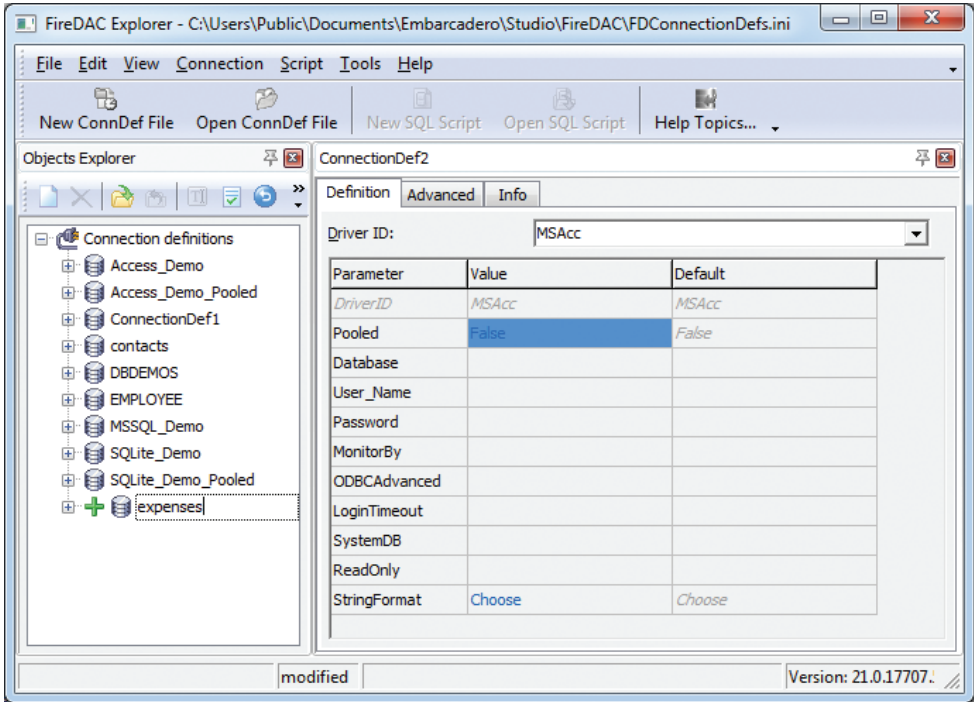 FireDAC Explorer - C:\Users\Public\Documents\Embarcadero\Studio\FireDAC\FDConnectionDefs.ini
File Edit View Connection Script Tools Help
New ConnDef File Open ConnDef File New SQL Script Open SQL Script Help Topics...
Objects Explorer
ConnectionDef2
Definition Advanced Info
Driver ID: MSAcc
Connection definitions
Access_Demo
Access_Demo_Pooled
ConnectionDef1
contacts
DBDEMOS
EMPLOYEE
MSSQL_Demo
SQLite_Demo
SQLite_Demo_Pooled
expenses
Parameter Value Default
DriverID MSAcc MSAcc
Pooled False False
Database
User_Name
Password
MonitorBy
ODBCAdvanced
LoginTimeout
SystemDB
ReadOnly
StringFormat Choose Choose
modified
Version: 21.0.17707.